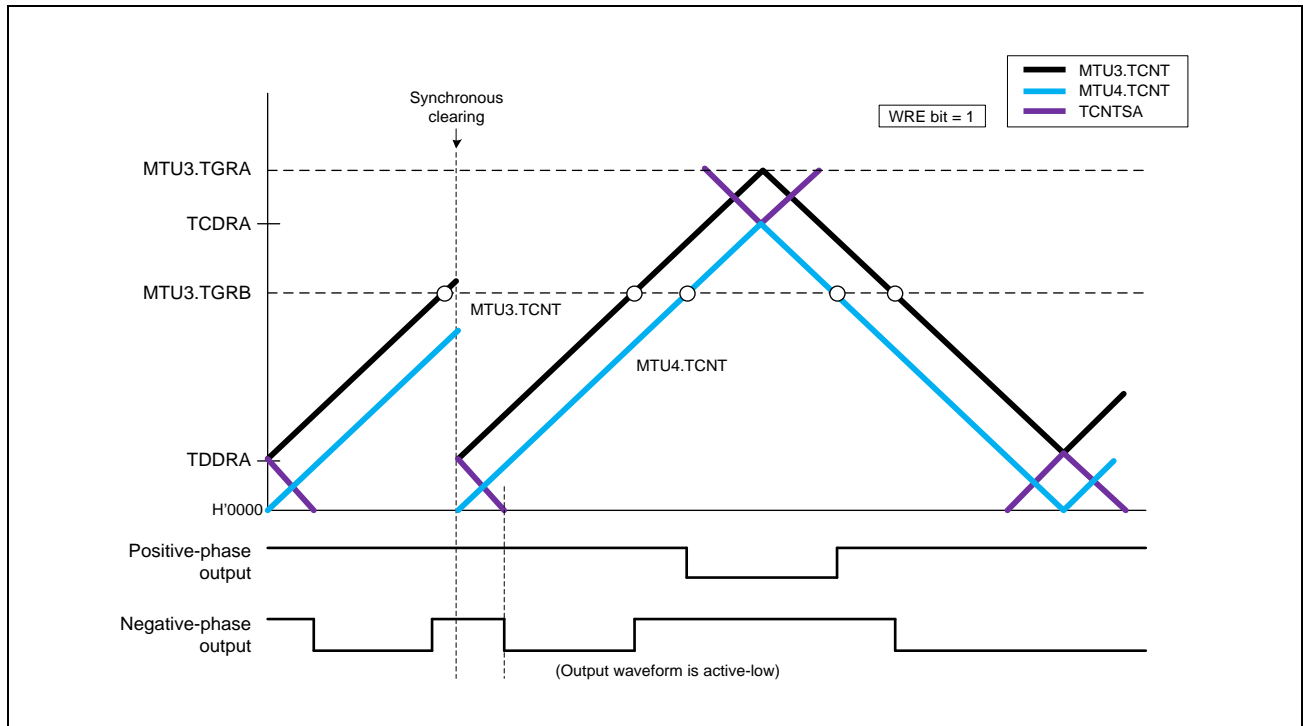 MTU3.TCNT
MTU4.TCNT
TCNTSA
Synchronous
clearing
WRE bit = 1
MTU3.TGRA
TCDRA
MTU3.TGRB
MTU3.TCNT
MTU4.TCNT
TDDRA
H'0000
Positive-phase
output
Negative-phase
output
(Output waveform is active-low)